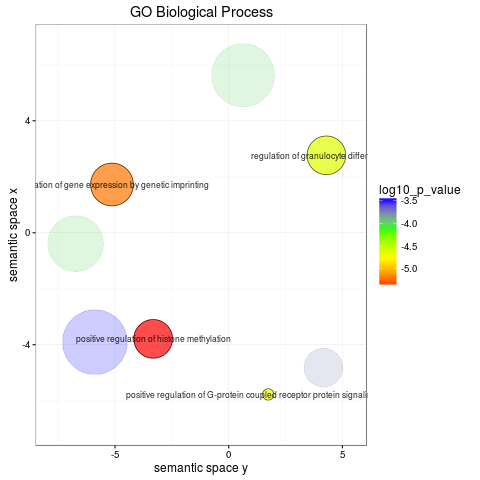 GO Biological Process
regulation of granulocyte differ
ation of gene expression by genetic imprinting
positive regulation of histone methylation
positive regulation of G-protein coupled receptor protein signali
4
0
-4
semantic space x
-5
0
5
semantic space y
log10_p_value
-3.5
-4.0
-4.5
-5.0